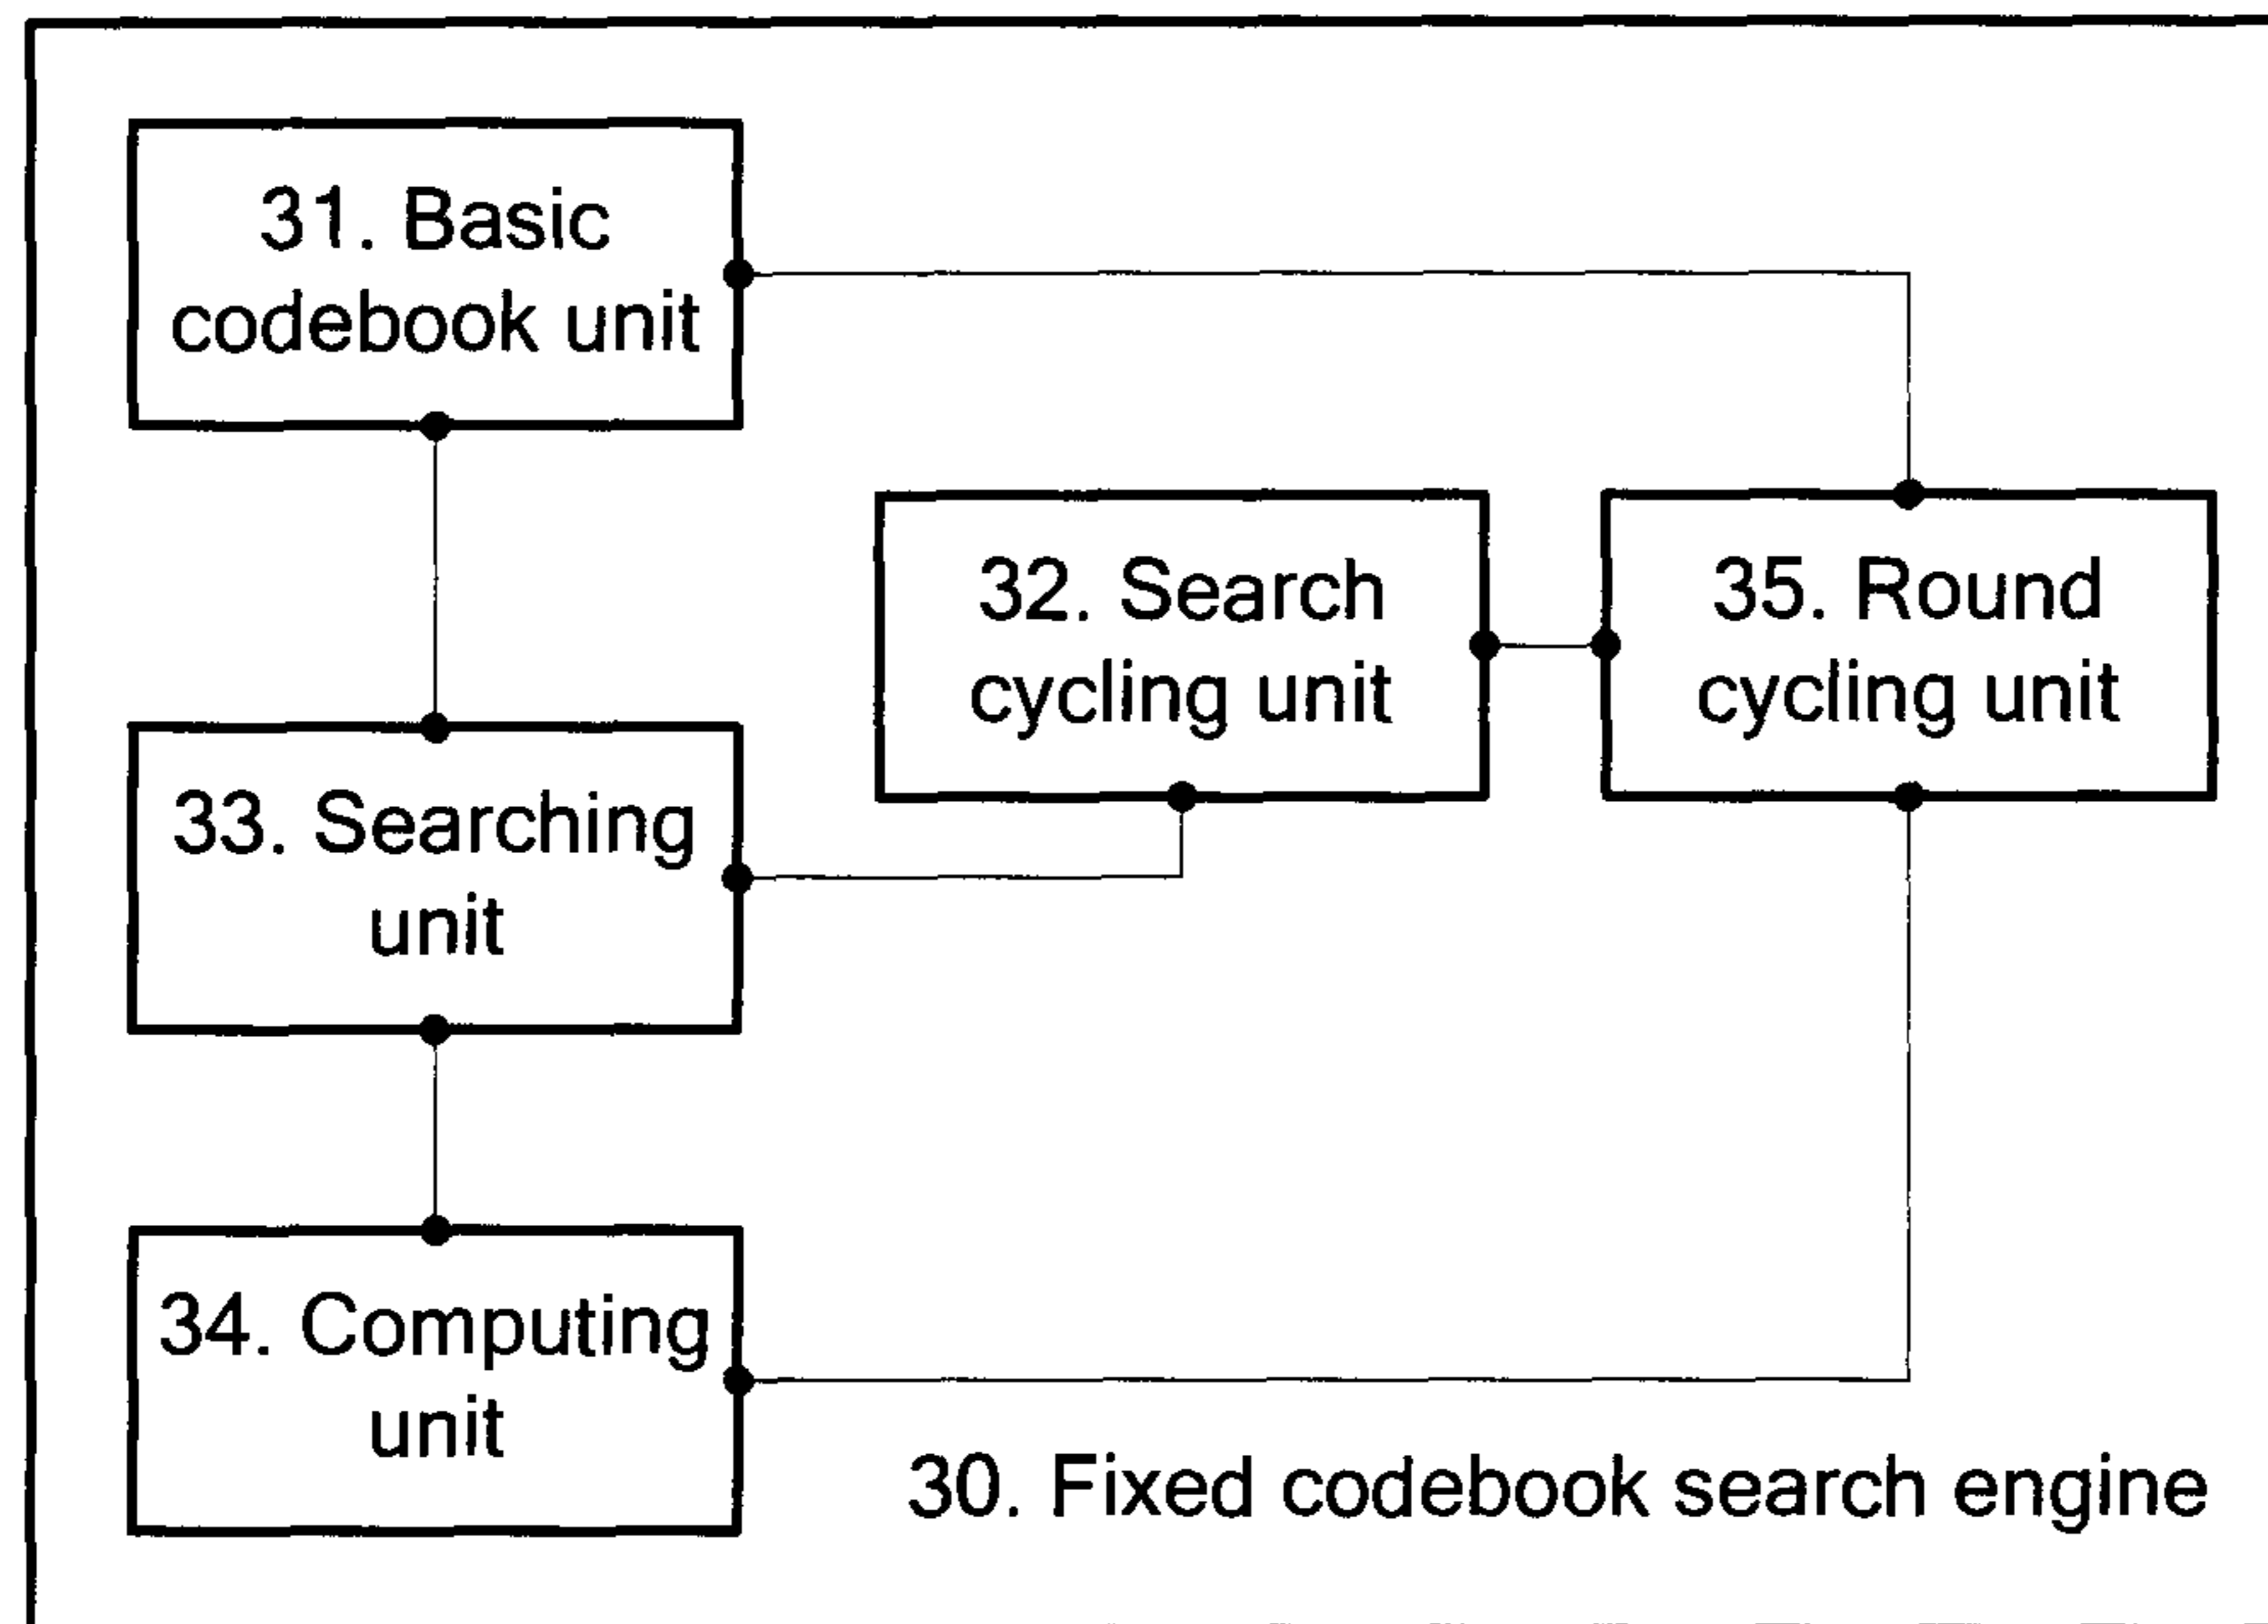 31. Basic
codebook unit
32. Search
cycling unit
35. Round
cycling unit
33. Searching
unit
34. Computing
unit
30. Fixed codebook search engine